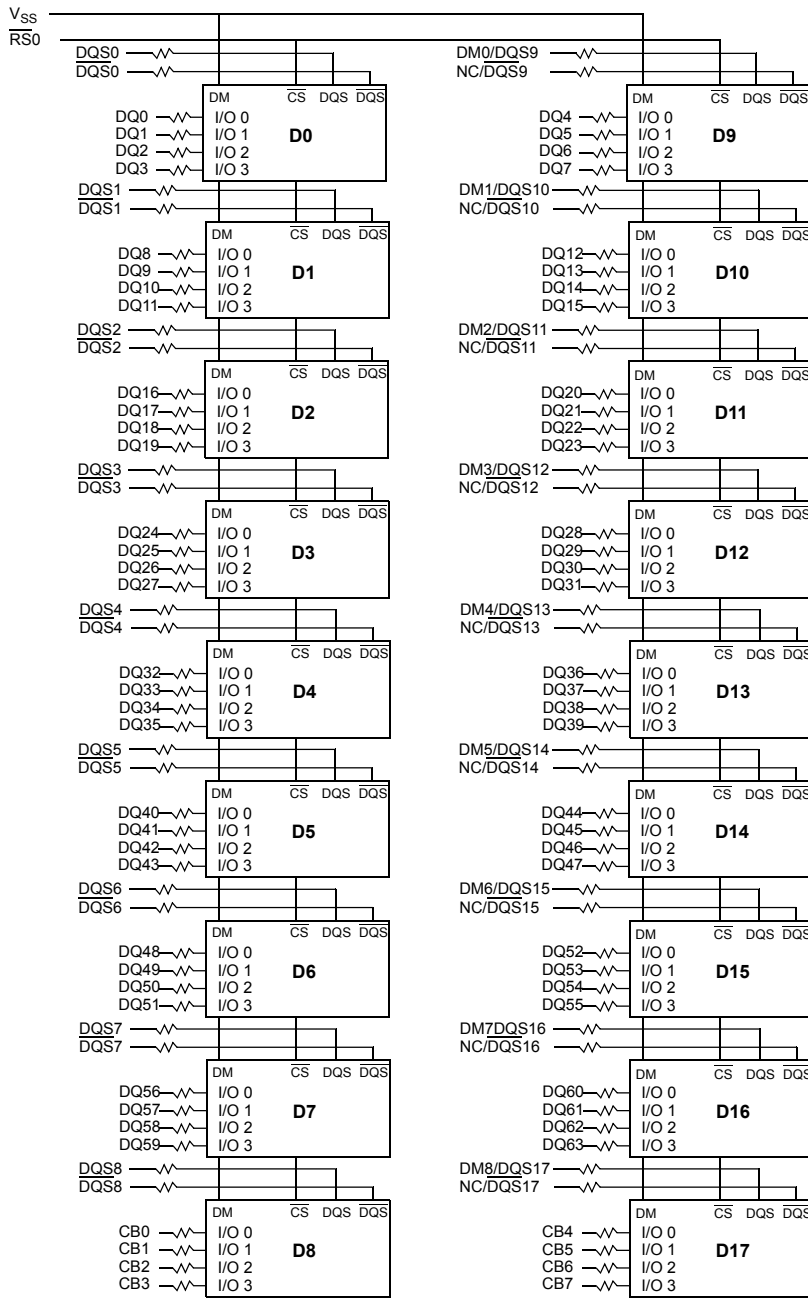 VSS
RS0
DQS0
DQS0
DM CS DQS DQS
DQ0 I/O 0
DQ1 I/O 1
DQ2 I/O 2
DQ3 I/O 3
D0
DQS1
DQS1
DM CS DQS DQS
DQ8 I/O 0
DQ9 I/O 1
DQ10 I/O 2
DQ11 I/O 3
D1
DQS2
DQS2
DM CS DQS DQS
DQ16 I/O 0
DQ17 I/O 1
DQ18 I/O 2
DQ19 I/O 3
D2
DQS3
DQS3
DM CS DQS DQS
DQ24 I/O 0
DQ25 I/O 1
DQ26 I/O 2
DQ27 I/O 3
D3
DQS4
DQS4
DM CS DQS DQS
DQ32 I/O 0
DQ33 I/O 1
DQ34 I/O 2
DQ35 I/O 3
D4
DQS5
DQS5
DM CS DQS DQS
DQ40 I/O 0
DQ41 I/O 1
DQ42 I/O 2
DQ43 I/O 3
D5
DQS6
DQS6
DM CS DQS DQS
DQ48 I/O 0
DQ49 I/O 1
DQ50 I/O 2
DQ51 I/O 3
D6
DQS7
DQS7
DM CS DQS DQS
DQ56 I/O 0
DQ57 I/O 1
DQ58 I/O 2
DQ59 I/O 3
D7
DQS8
DQS8
DM CS DQS DQS
CB0 I/O 0
CB1 I/O 1
CB2 I/O 2
CB3 I/O 3
D8
DM0/DQS9
NC/DQS9
DM CS DQS DQS
DQ4 I/O 0
DQ5 I/O 1
DQ6 I/O 2
DQ7 I/O 3
D9
DM1/DQS10
NC/DQS10
DM CS DQS DQS
DQ12 I/O 0
DQ13 I/O 1
DQ14 I/O 2
DQ15 I/O 3
D10
DM2/DQS11
NC/DQS11
DM CS DQS DQS
DQ20 I/O 0
DQ21 I/O 1
DQ22 I/O 2
DQ23 I/O 3
D11
DM3/DQS12
NC/DQS12
DM CS DQS DQS
DQ28 I/O 0
DQ29 I/O 1
DQ30 I/O 2
DQ31 I/O 3
D12
DM4/DQS13
NC/DQS13
DM CS DQS DQS
DQ36 I/O 0
DQ37 I/O 1
DQ38 I/O 2
DQ39 I/O 3
D13
DM5/DQS14
NC/DQS14
DM CS DQS DQS
DQ44 I/O 0
DQ45 I/O 1
DQ46 I/O 2
DQ47 I/O 3
D14
DM6/DQS15
NC/DQS15
DM CS DQS DQS
DQ52 I/O 0
DQ53 I/O 1
DQ54 I/O 2
DQ55 I/O 3
D15
DM7DQS16
NC/DQS16
DM CS DQS DQS
DQ60 I/O 0
DQ61 I/O 1
DQ62 I/O 2
DQ63 I/O 3
D16
DM8/DQS17
NC/DQS17
DM CS DQS DQS
CB4 I/O 0
CB5 I/O 1
CB6 I/O 2
CB7 I/O 3
D17